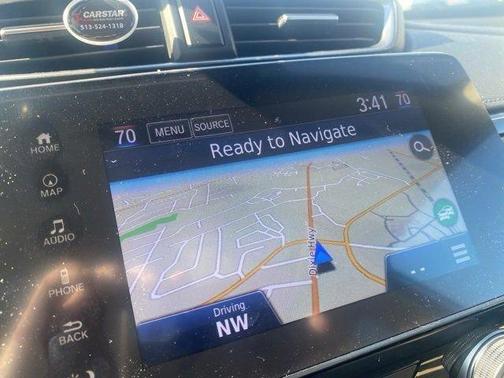 CARSTAR
513-524-1318
3:41
70
70
MENU
SOURCE
Ready to Navigate
HOME
MAP
AUDIO
PHONE
BACK
Dixie Hwy
Driving
NW